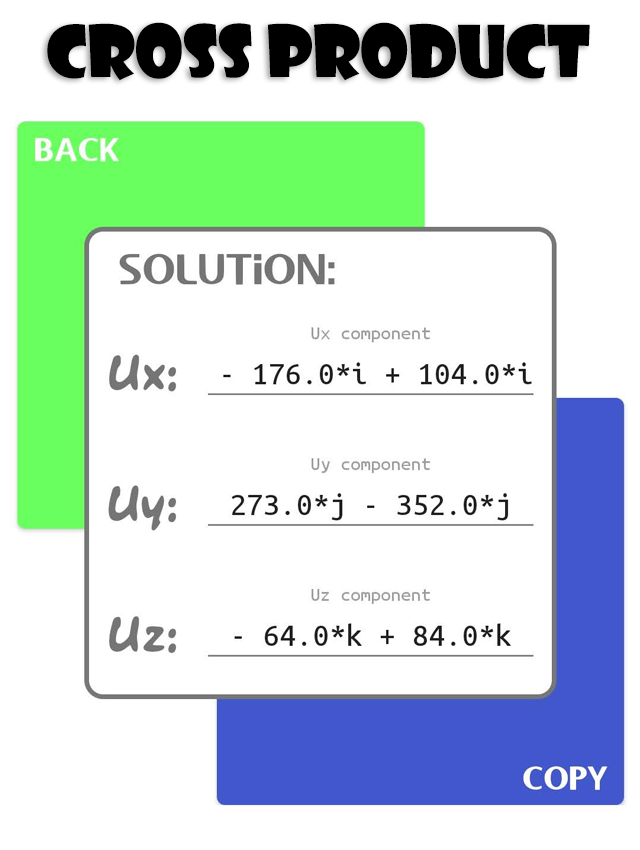 CROSS PRODUCT
BACK
SOLUTiON:
Ux component
Ux: - 176.0*i + 104.0*i
Uy component
Uy: 273.0*j - 352.0*j
Uz component
Uz: - 64.0*k + 84.0*k
COPY